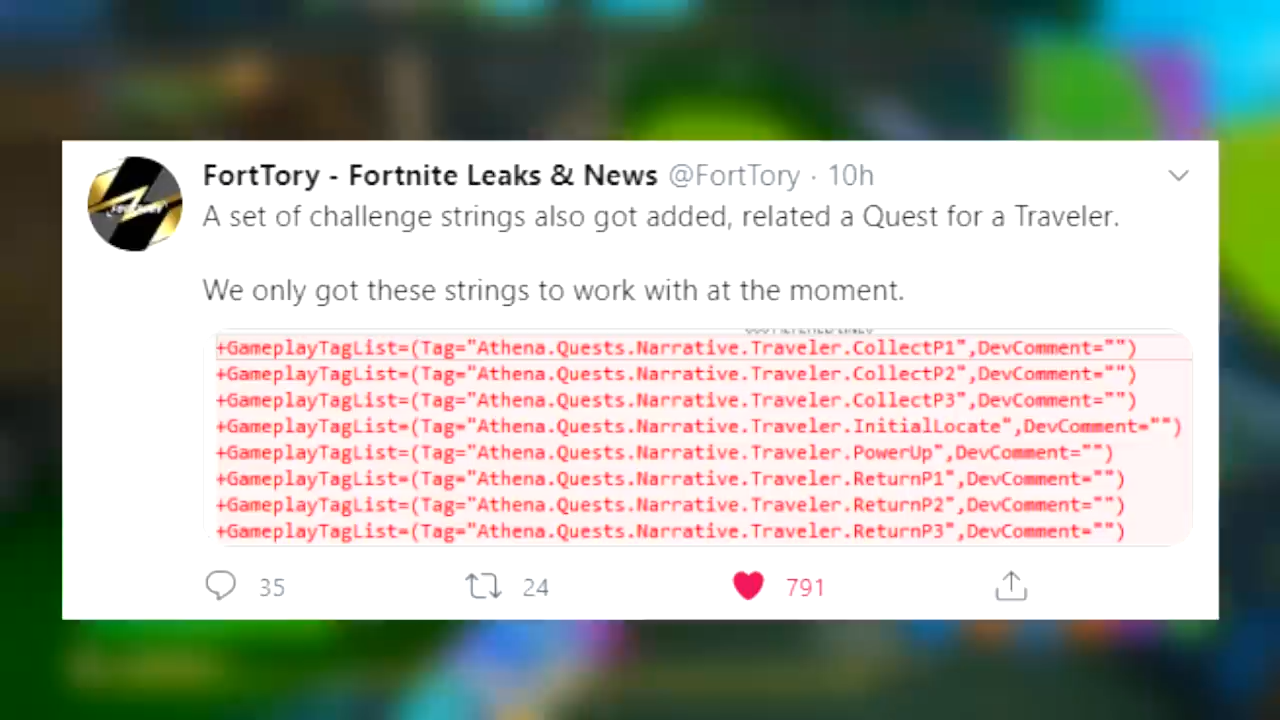 FortTory - Fortnite Leaks & News @FortTory · 10h
A set of challenge strings also got added, related a Quest for a Traveler.
We only got these strings to work with at the moment.
+GameplayTagList=(Tag="Athena.Quests.Narrative.Traveler.CollectP1",DevComment="")
+GameplayTagList=(Tag="Athena.Quests.Narrative.Traveler.CollectP2",DevComment="")
+GameplayTagList=(Tag="Athena.Quests.Narrative.Traveler.CollectP3",DevComment="")
+GameplayTagList=(Tag="Athena.Quests.Narrative.Traveler.InitialLocate",DevComment="")
+GameplayTagList=(Tag="Athena.Quests.Narrative.Traveler.PowerUp",DevComment="")
+GameplayTagList=(Tag="Athena.Quests.Narrative.Traveler.ReturnP1",DevComment="")
+GameplayTagList=(Tag="Athena.Quests.Narrative.Traveler.ReturnP2",DevComment="")
+GameplayTagList=(Tag="Athena.Quests.Narrative.Traveler.ReturnP3",DevComment="")
35 24 791